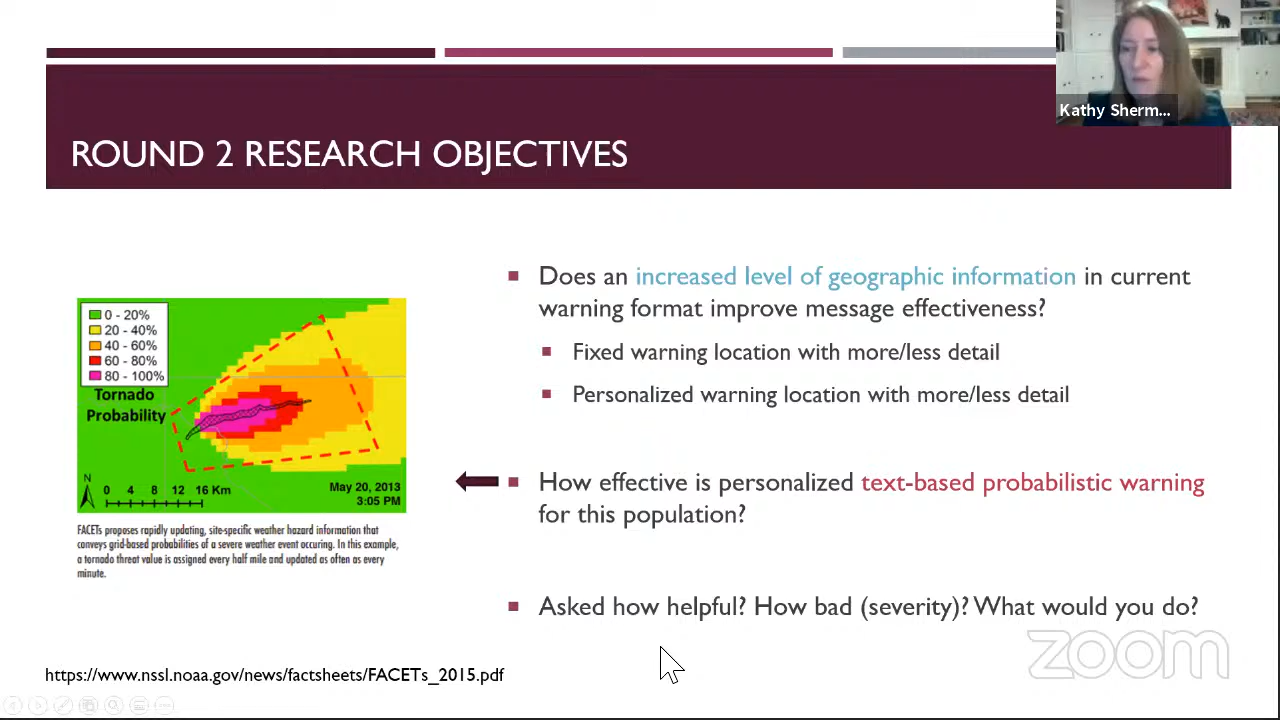 Kathy Sherm...
ROUND 2 RESEARCH OBJECTIVES
Does an increased level of geographic information in current
warning format improve message effectiveness?
Fixed warning location with more/less detail
Personalized warning location with more/less detail
How effective is personalized text-based probabilistic warning
for this population?
Asked how helpful? How bad (severity)? What would you do?
0 - 20%
20 - 40%
40 - 60%
60 - 80%
80 - 100%
Tornado
Probability
N
0 4 8 12 16 Km
May 20, 2013
3:05 PM
FACETs proposes rapidly updating, site-specific weather hazard information that
conveys grid-based probabilities of a severe weather event occuring. In this example,
a tornado threat value is assigned every half mile and updated as often as every
minute.
https://www.nssl.noaa.gov/news/factsheets/FACETs_2015.pdf
zoom